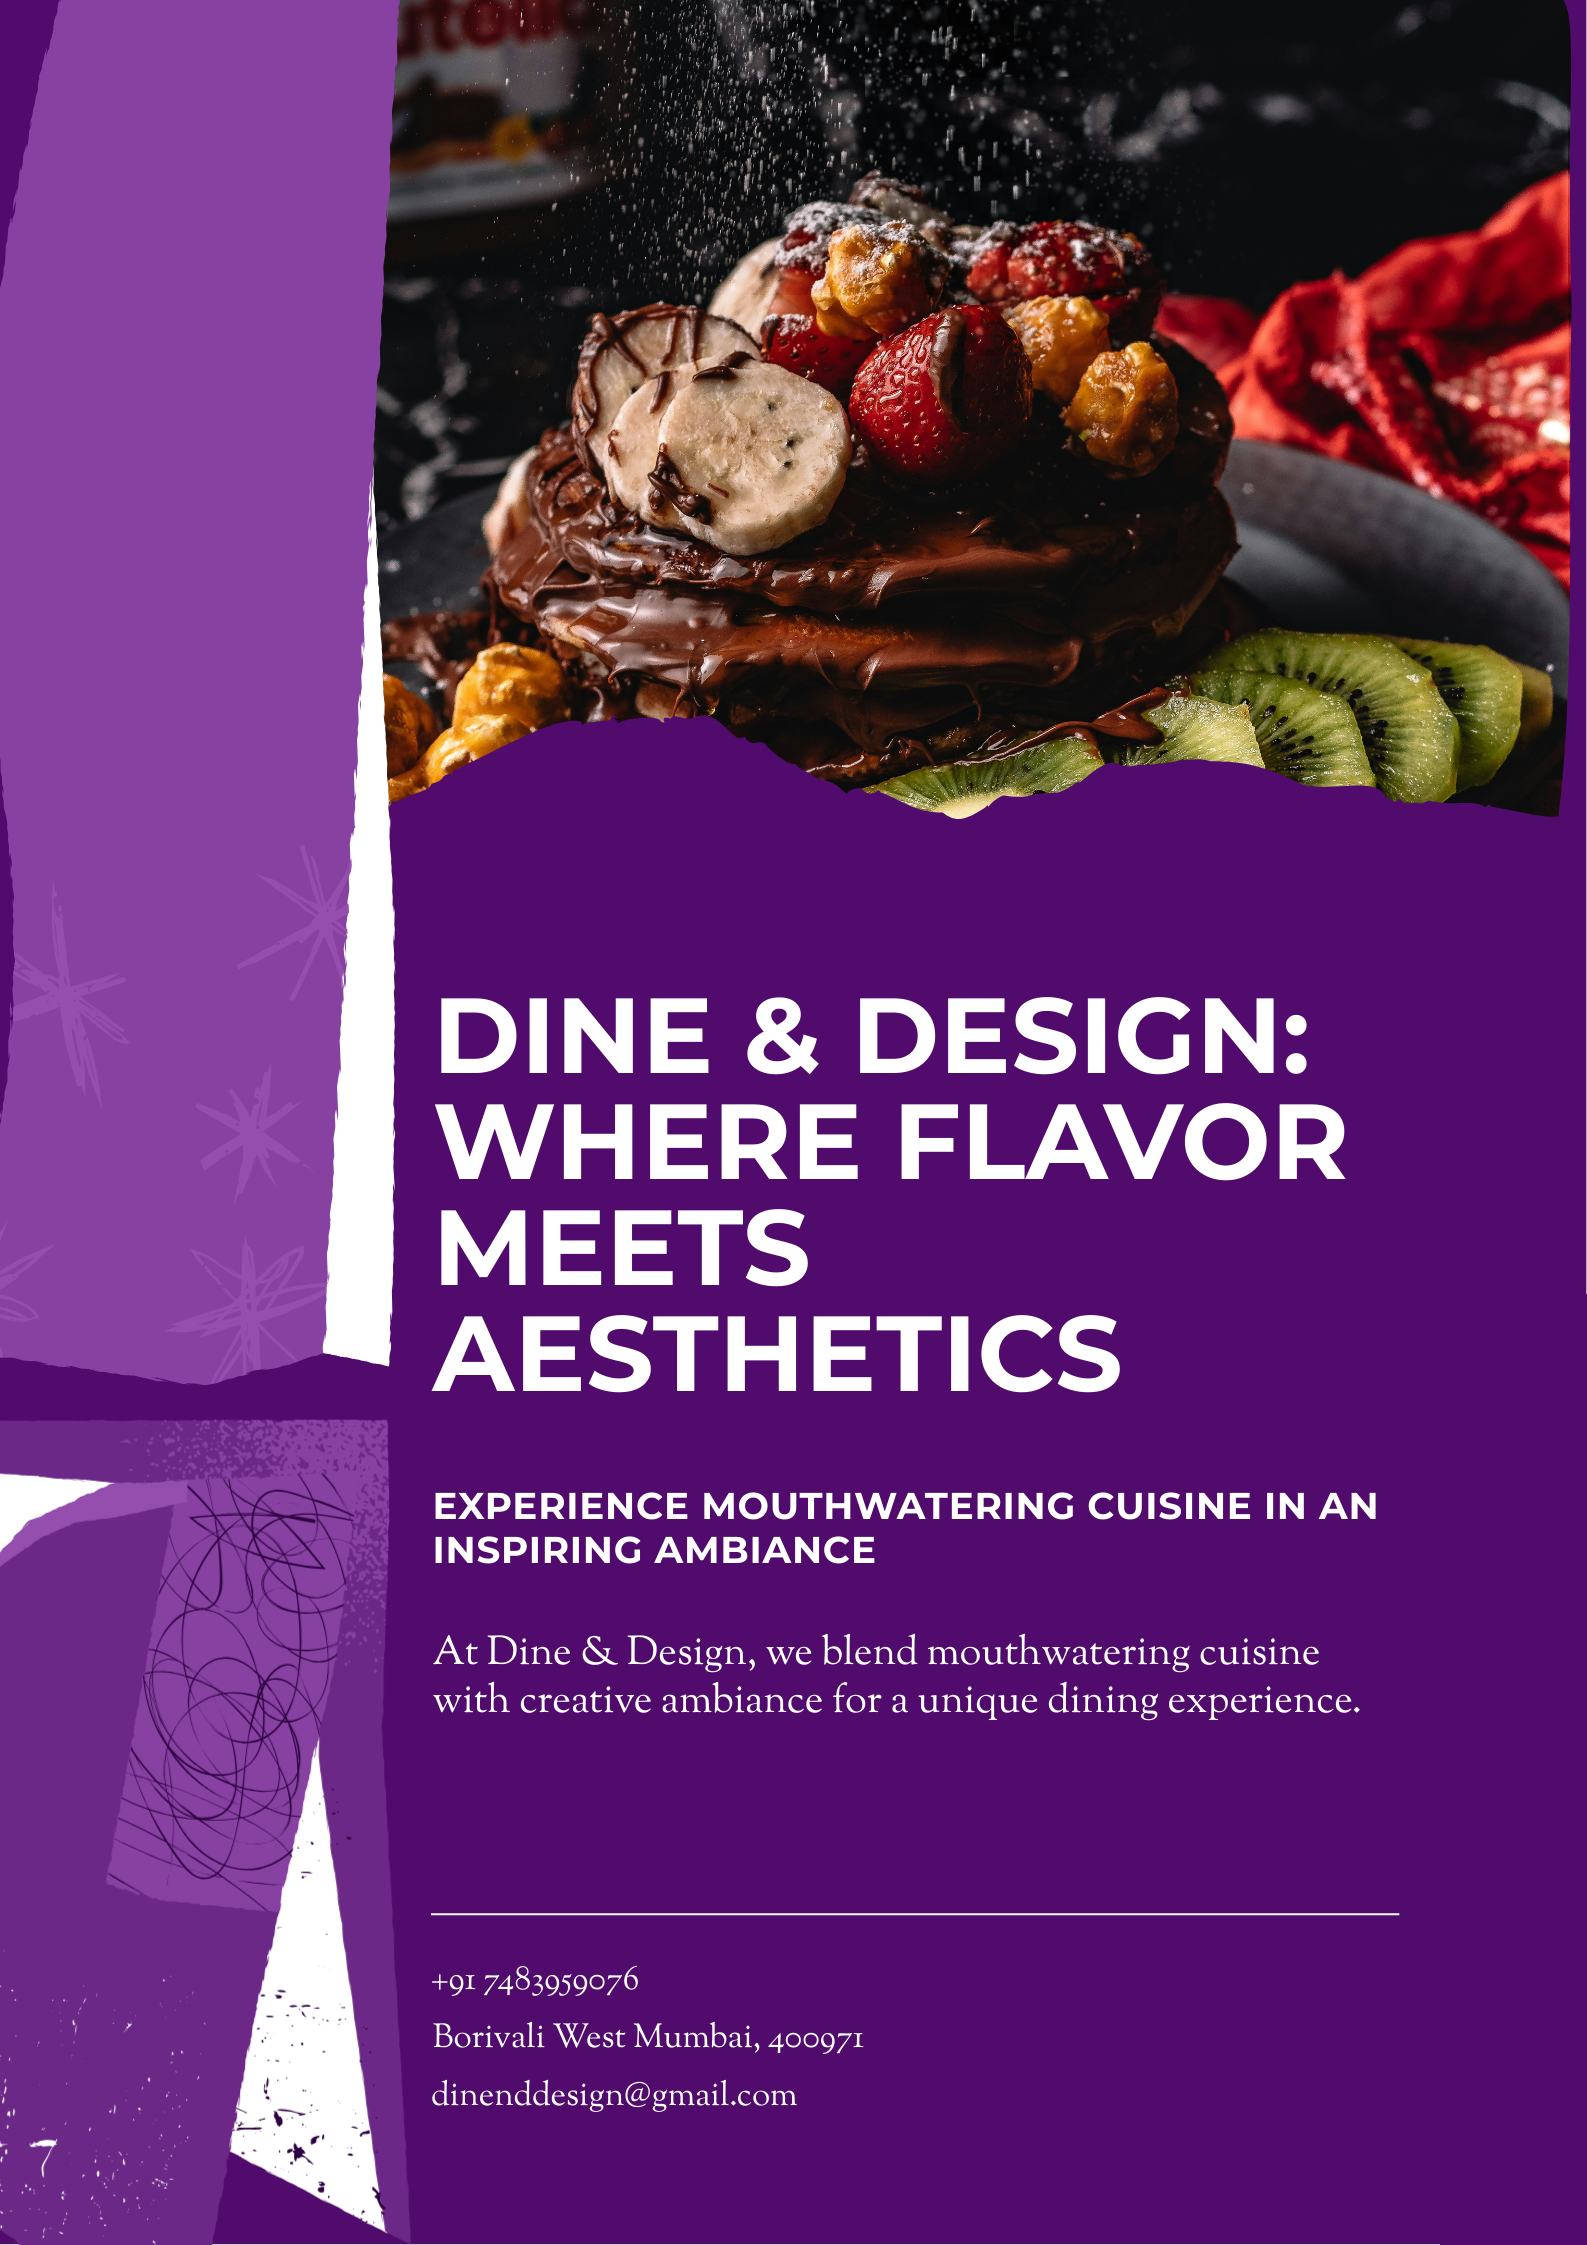 DINE & DESIGN:
WHERE FLAVOR
MEETS
AESTHETICS
EXPERIENCE MOUTHWATERING CUISINE IN AN
INSPIRING AMBIANCE
At Dine & Design, we blend mouthwatering cuisine
with creative ambiance for a unique dining experience.
+91 7483959076
Borivali West Mumbai, 400971
dinenddesign@gmail.com